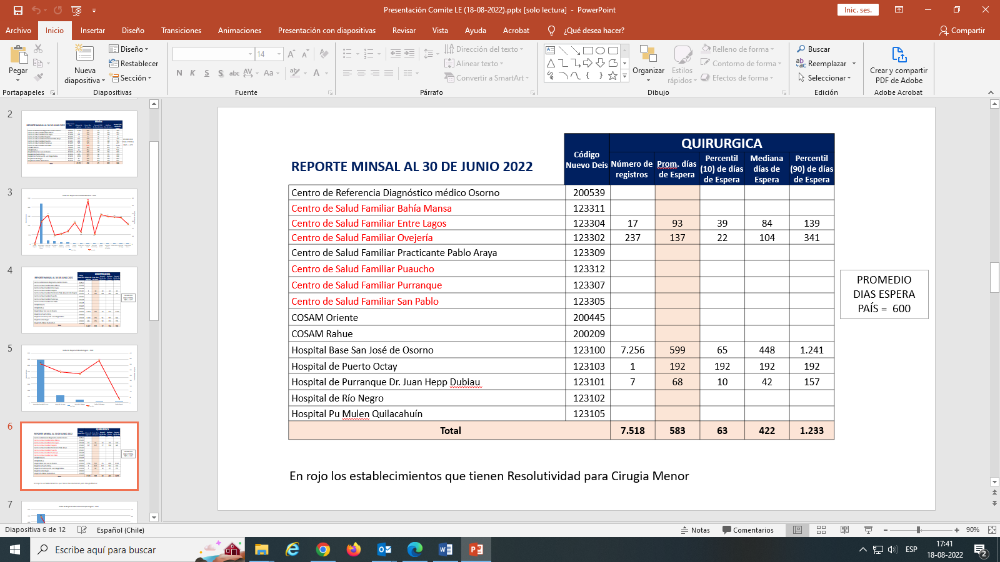 Presentación Comite LE (18-08-2022).pptx [solo lectura] - PowerPoint
Inic. ses.
Archivo Inicio Insertar Diseño Transiciones Animaciones Presentación con diapositivas Revisar Vista Ayuda Acrobat ¿Qué desea hacer? Compartir
Pegar
Portapapeles
Nueva diapositiva
Diseño
Restablecer
Sección
Diapositivas
14
N K S S abc AV Aa A
Fuente
Dirección del texto
Alinear texto
Convertir a SmartArt
Párrafo
Organizar
Estilos rápidos
Relleno de forma
Contorno de forma
Efectos de forma
Dibujo
Buscar
Reemplazar
Seleccionar
Edición
Crear y compartir PDF de Adobe
Adobe Acrobat
2
3
4
5
6
7
REPORTE MINSAL AL 30 DE JUNIO 2022
Código Nuevo Deis
QUIRURGICA
Número de registros
Prom. días de Espera
Percentil (10) de días de Espera
Mediana días de Espera
Percentil (90) de días de Espera
Centro de Referencia Diagnóstico médico Osorno 200539
Centro de Salud Familiar Bahía Mansa 123311
Centro de Salud Familiar Entre Lagos 123304 17 93 39 84 139
Centro de Salud Familiar Ovejería 123302 237 137 22 104 341
Centro de Salud Familiar Practicante Pablo Araya 123309
Centro de Salud Familiar Puaucho 123312
Centro de Salud Familiar Purranque 123307
Centro de Salud Familiar San Pablo 123305
COSAM Oriente 200445
COSAM Rahue 200209
Hospital Base San José de Osorno 123100 7.256 599 65 448 1.241
Hospital de Puerto Octay 123103 1 192 192 192 192
Hospital de Purranque Dr. Juan Hepp Dubiau 123101 7 68 10 42 157
Hospital de Río Negro 123102
Hospital Pu Mulen Quilacahuín 123105
Total 7.518 583 63 422 1.233
PROMEDIO
DIAS ESPERA
PAÍS = 600
En rojo los establecimientos que tienen Resolutividad para Cirugia Menor
Diapositiva 6 de 12 Español (Chile) Notas Comentarios 90%
Escribe aquí para buscar
ESP
17:41
18-08-2022
2